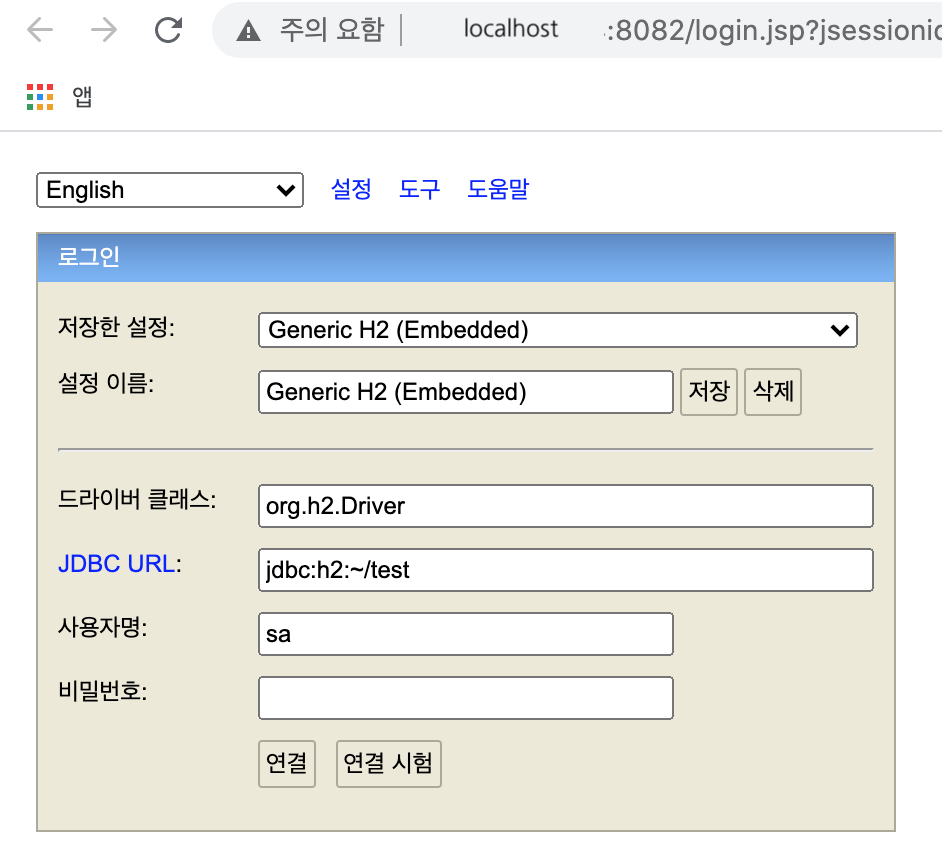 주의 요함 localhost :8082/login.jsp?jsessionid
앱
English 설정 도구 도움말
로그인
저장한 설정: Generic H2 (Embedded)
설정 이름: Generic H2 (Embedded) 저장 삭제
드라이버 클래스: org.h2.Driver
JDBC URL: jdbc:h2:~/test
사용자명: sa
비밀번호:
연결 연결 시험